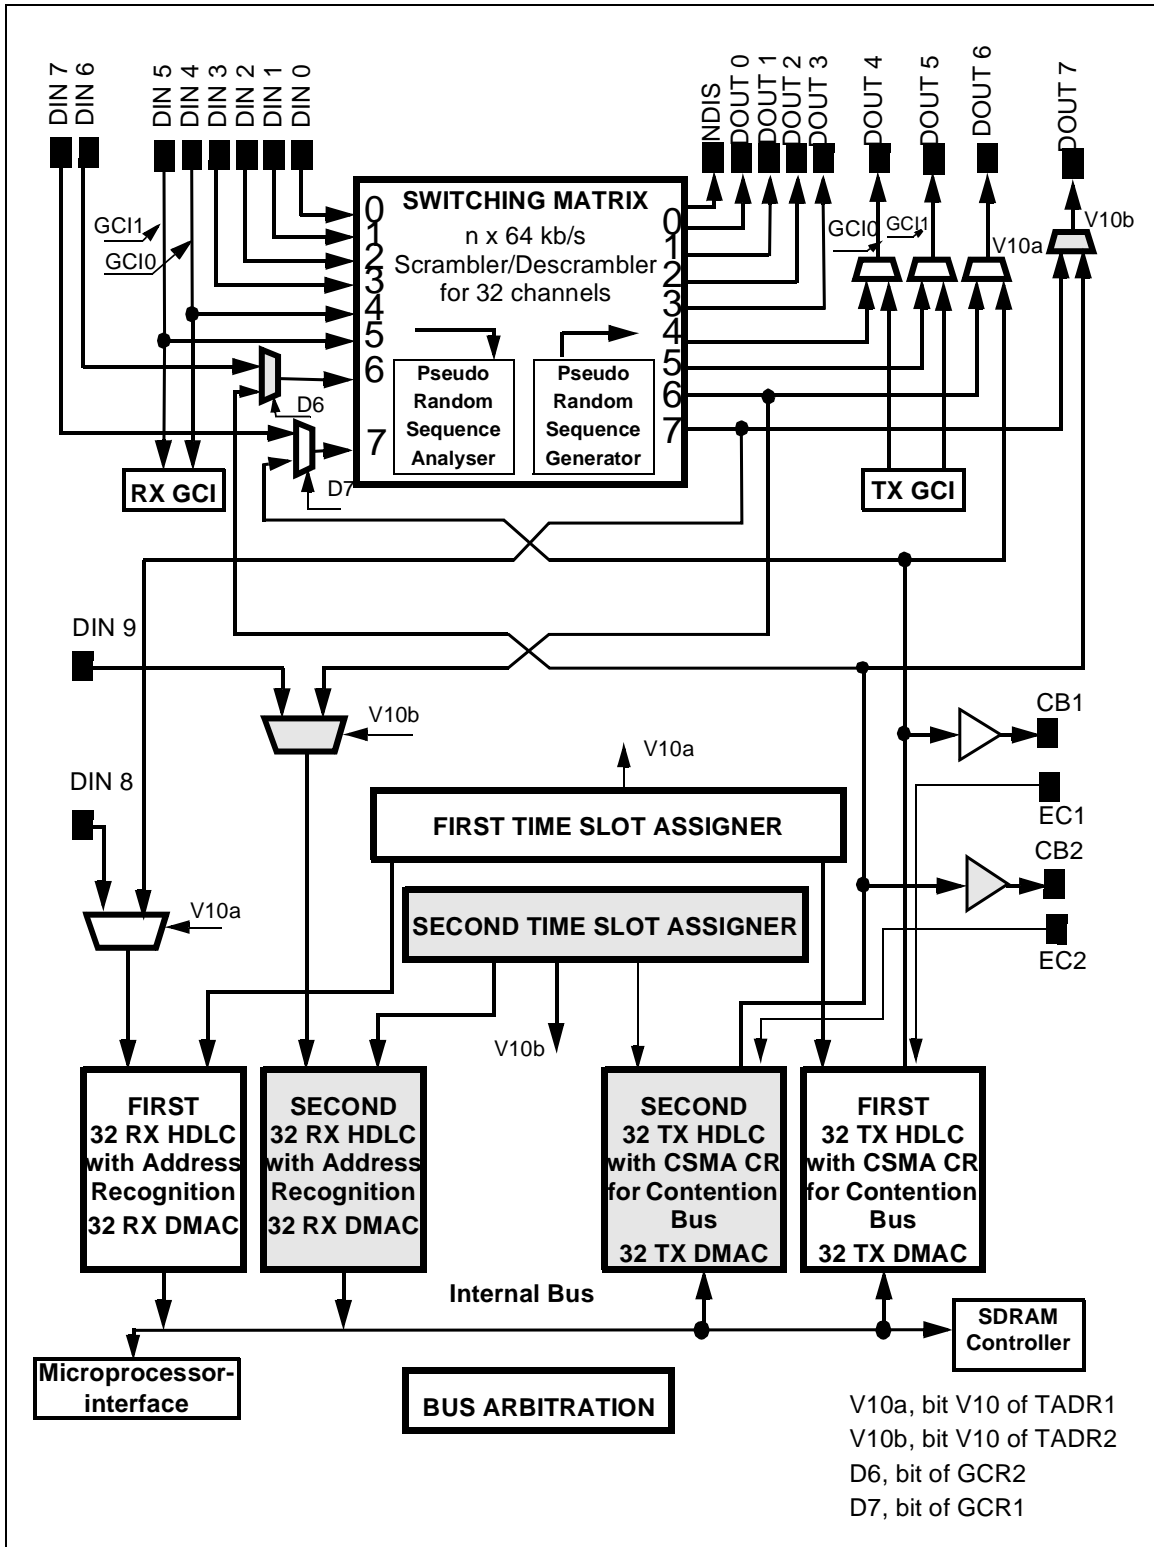 DIN 7
DIN 6
DIN 5
DIN 4
DIN 3
DIN 2
DIN 1
DIN 0
NDIS
DOUT 0
DOUT 1
DOUT 2
DOUT 3
DOUT 4
DOUT 5
DOUT 6
DOUT 7
GCI1
GCI0
SWITCHING MATRIX
n x 64 kb/s
Scrambler/Descrambler
for 32 channels
0
1
2
3
4
5
6
7
0
1
2
3
4
5
6
7
Pseudo
Random
Sequence
Analyser
Pseudo
Random
Sequence
Generator
GCI0
GCI1
V10a
V10b
D6
D7
RX GCI
TX GCI
DIN 9
V10b
DIN 8
V10a
V10a
FIRST TIME SLOT ASSIGNER
SECOND TIME SLOT ASSIGNER
V10b
CB1
EC1
CB2
EC2
FIRST
32 RX HDLC
with Address
Recognition
32 RX DMAC
SECOND
32 RX HDLC
with Address
Recognition
32 RX DMAC
SECOND
32 TX HDLC
with CSMA CR
for Contention
Bus
32 TX DMAC
FIRST
32 TX HDLC
with CSMA CR
for Contention
Bus
32 TX DMAC
Internal Bus
SDRAM
Controller
Microprocessor-
interface
BUS ARBITRATION
V10a, bit V10 of TADR1
V10b, bit V10 of TADR2
D6, bit of GCR2
D7, bit of GCR1